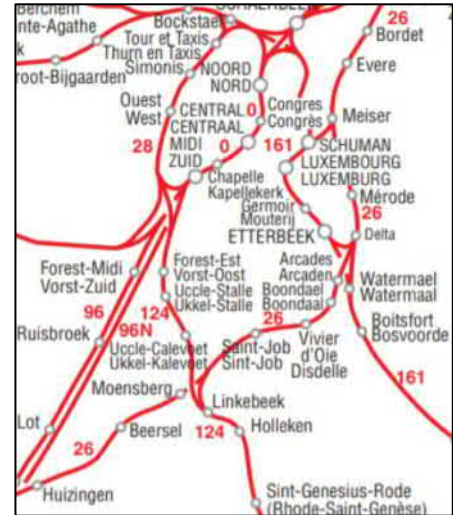 Berchem
nte-Agathe
k
root-Bijgaarden
Bockstael
SCHAERBEEK
Tour et Taxis
Thurn en Taxis
Simonis
NOORD
NORD
26
Bordet
Evere
Ouest
West
CENTRAL
0
CENTRAAL
Congres
Congrès
Meiser
28
MIDI
ZUID
0
161
SCHUMAN
LUXEMBOURG
LUXEMBURG
Chapelle
Kapellekerk
Germoir
Mouterij
ETTERBEEK
Mérode
26
Delta
Forest-Midi
Vorst-Zuid
Forest-Est
Vorst-Oost
Uccle-Stalle
Ukkel-Stalle
Arcades
Arcaden
Boondael
Boondaal
Watermael
Watermaal
96
124
96N
26
Ruisbroek
Uccle-Calevoet
Ukkel-Kalevoet
Saint-Job
Sint-Job
Vivier
d'Oie
Disdelle
Boitsfort
Bosvoorde
161
Moensberg
Linkebeek
Lot
26
Beersel
124
Holleken
Huizingen
Sint-Genesius-Rode
(Rhode-Saint-Genèse)